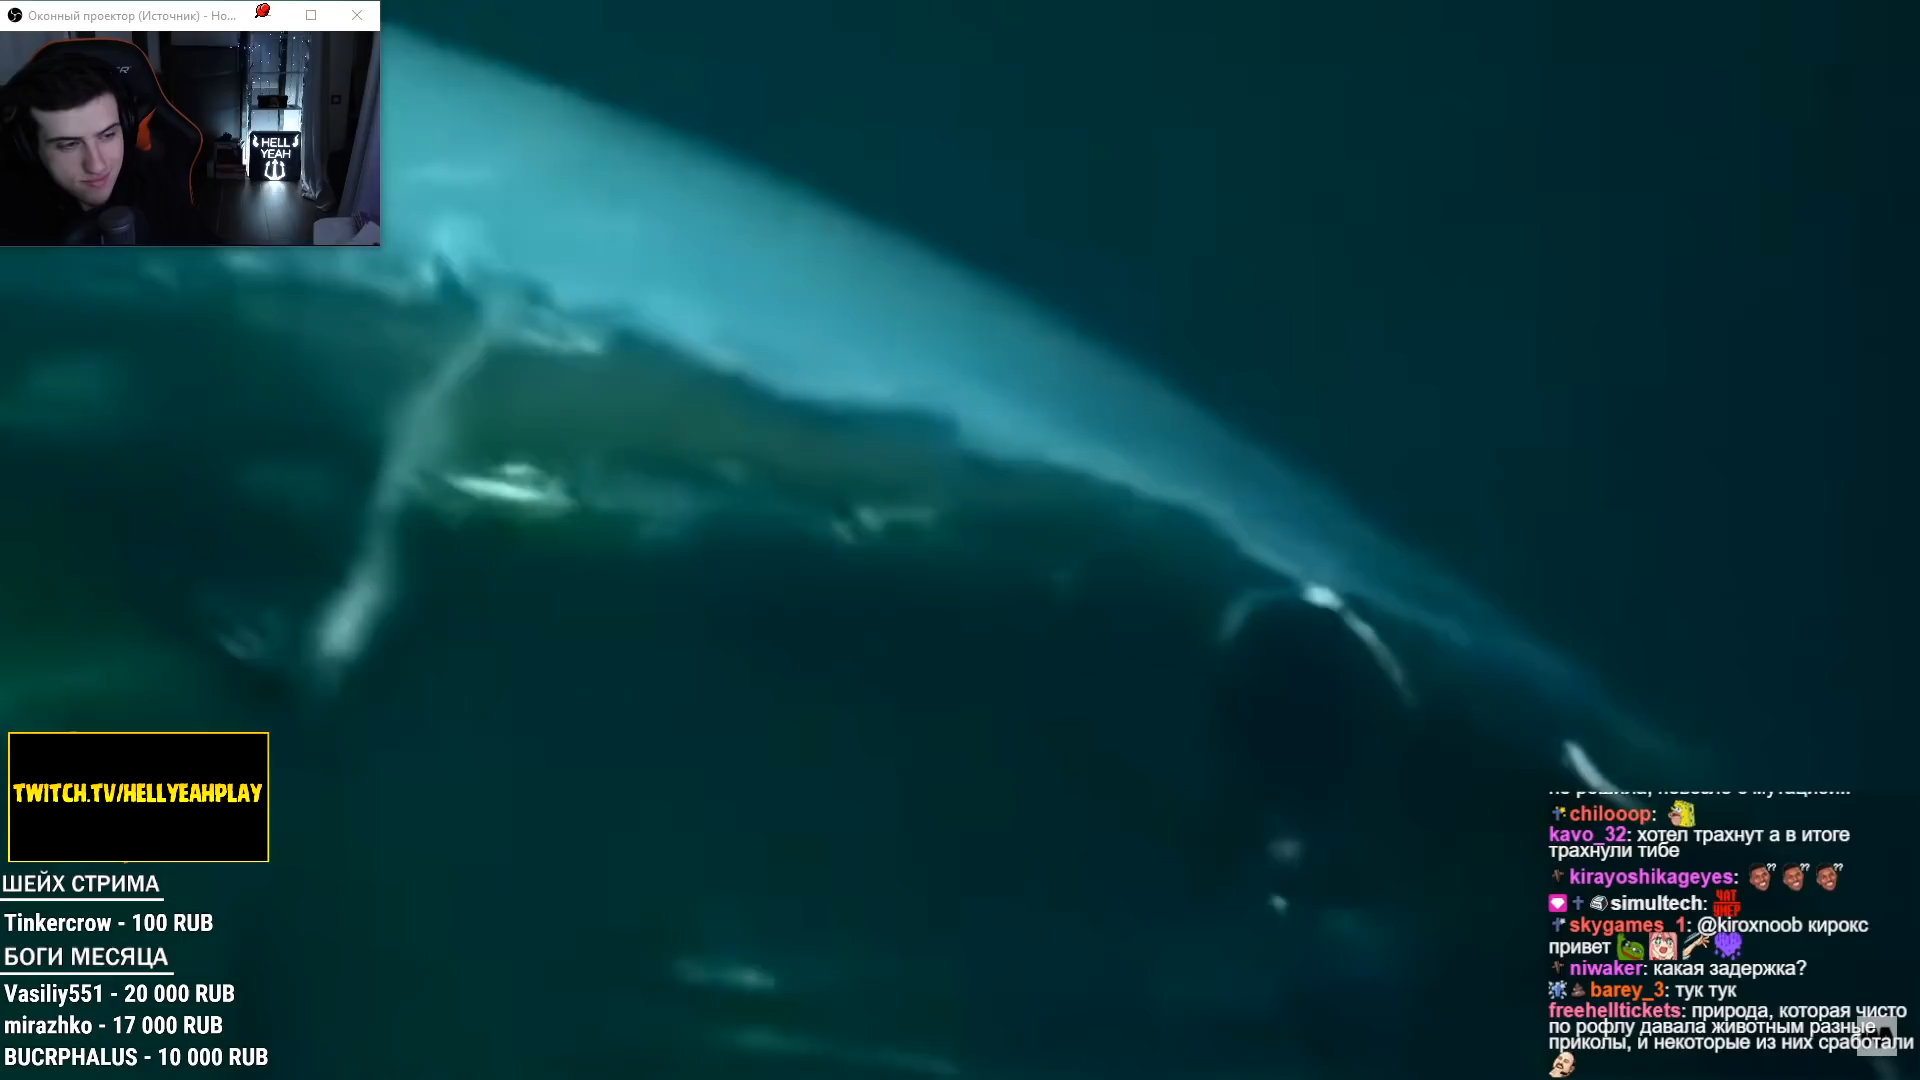 Оконный проектор (Источник) - Но...
HELL
YEAH
TWITCH.TV/HELLYEAHPLAY
ШЕЙХ СТРИМА
Tinkercrow - 100 RUB
БОГИ МЕСЯЦА
Vasiliy551 - 20 000 RUB
mirazhko - 17 000 RUB
BUCRPHALUS - 10 000 RUB
chilooop:
kavo_32: хотел трахнут а в итоге
трахнули тибе
kirayoshikageyes:
simultech: ЧАТ УМЕР
skygames_1: @kiroxnoob кирокс
привет
niwaker: какая задержка?
barey_3: тук тук
freehelltickets: природа, которая чисто
по рофлу давала животным разные
приколы, и некоторые из них сработали